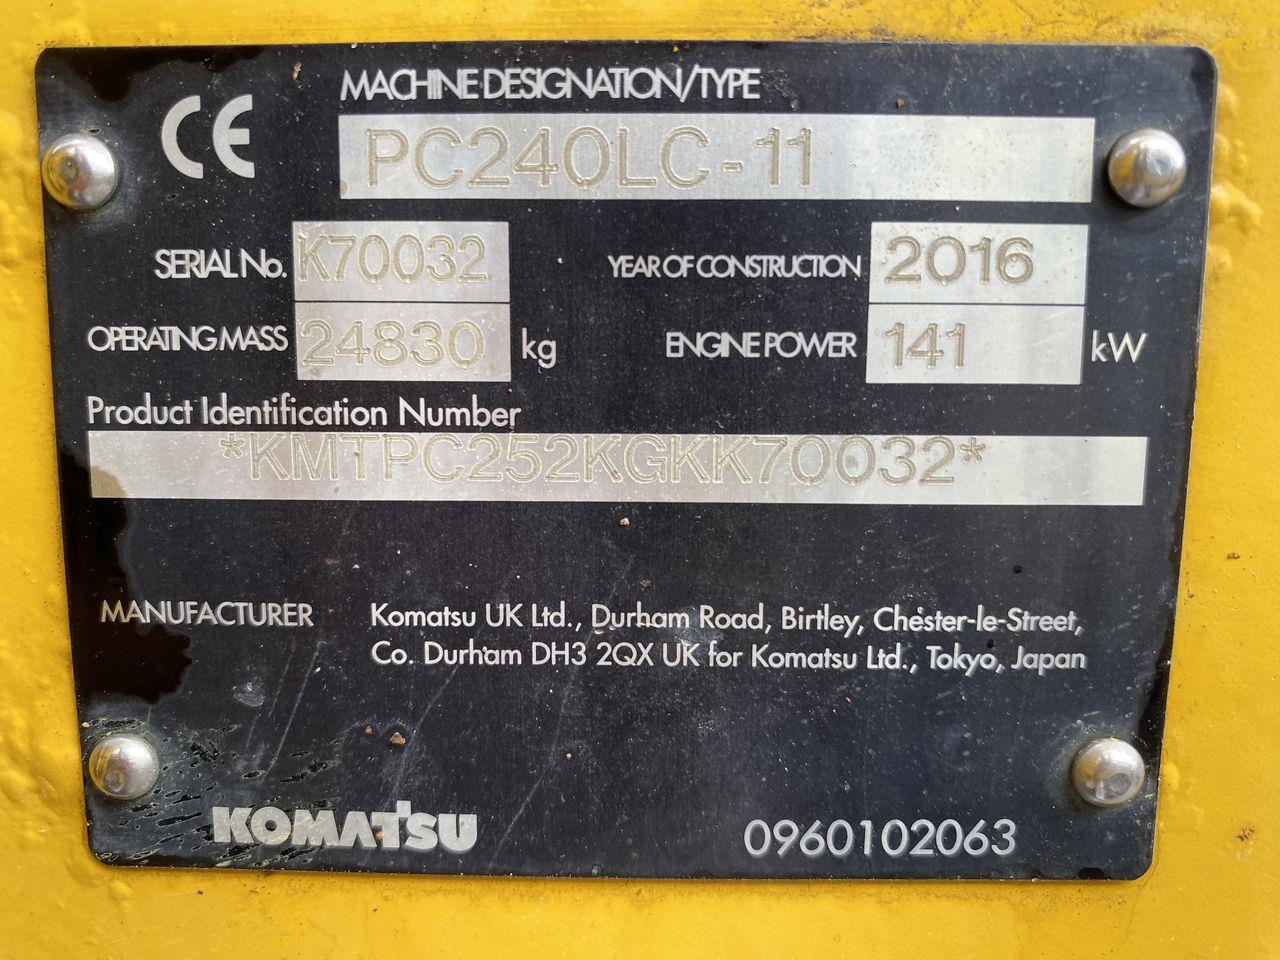 CE
MACHINE DESIGNATION/TYPE
PC240LC-11
SERIAL No. K70032 YEAR OF CONSTRUCTION 2016
OPERATING MASS 24830 kg ENGINE POWER 141 kW
Product Identification Number
*KMTPC252KGKK70032*
MANUFACTURER Komatsu UK Ltd., Durham Road, Birtley, Chester-le-Street,
Co. Durham DH3 2QX UK for Komatsu Ltd., Tokyo, Japan
KOMATSU 0960102063